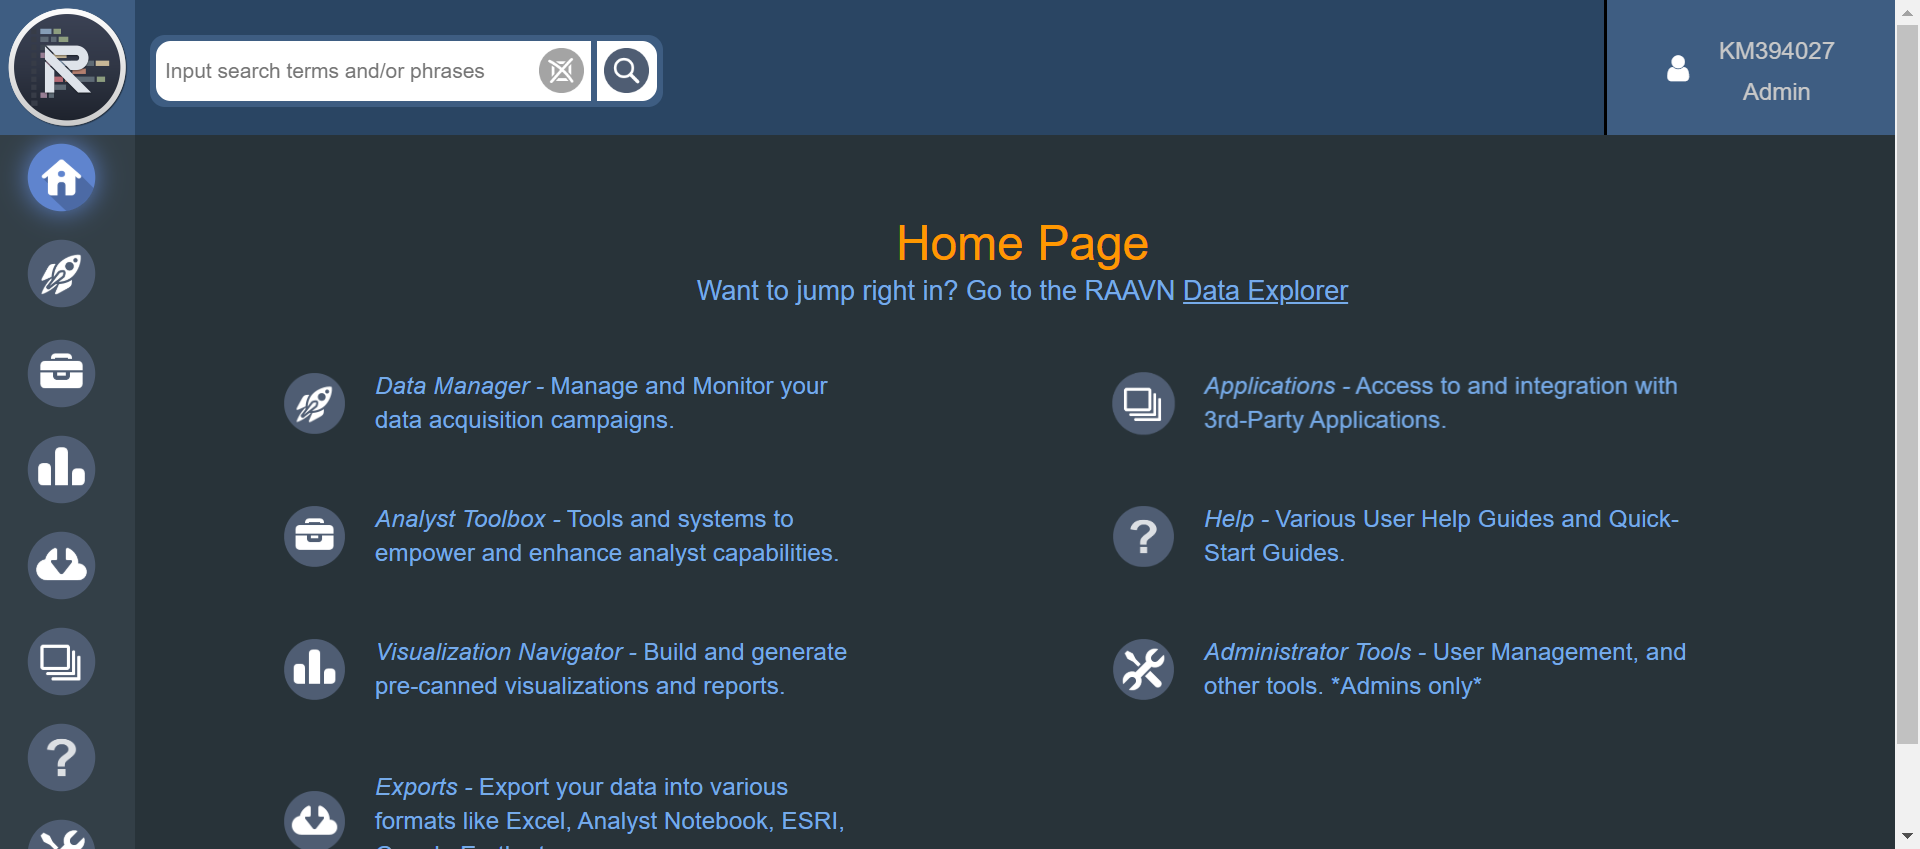 R
Input search terms and/or phrases
KM394027
Admin
Home Page
Want to jump right in? Go to the RAAVN Data Explorer
Data Manager - Manage and Monitor your
data acquisition campaigns.
Applications - Access to and integration with
3rd-Party Applications.
Analyst Toolbox - Tools and systems to
empower and enhance analyst capabilities.
Help - Various User Help Guides and Quick-
Start Guides.
Visualization Navigator - Build and generate
pre-canned visualizations and reports.
Administrator Tools - User Management, and
other tools. *Admins only*
Exports - Export your data into various
formats like Excel, Analyst Notebook, ESRI,